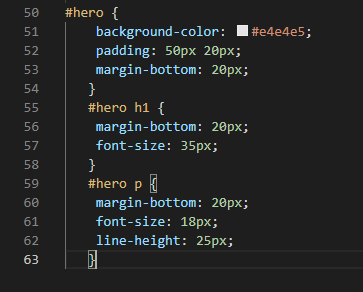 50 #hero {
51 background-color: #e4e4e5;
52 padding: 50px 20px;
53 margin-bottom: 20px;
54 }
55 #hero h1 {
56 margin-bottom: 20px;
57 font-size: 35px;
58 }
59 #hero p {
60 margin-bottom: 20px;
61 font-size: 18px;
62 line-height: 25px;
63 }